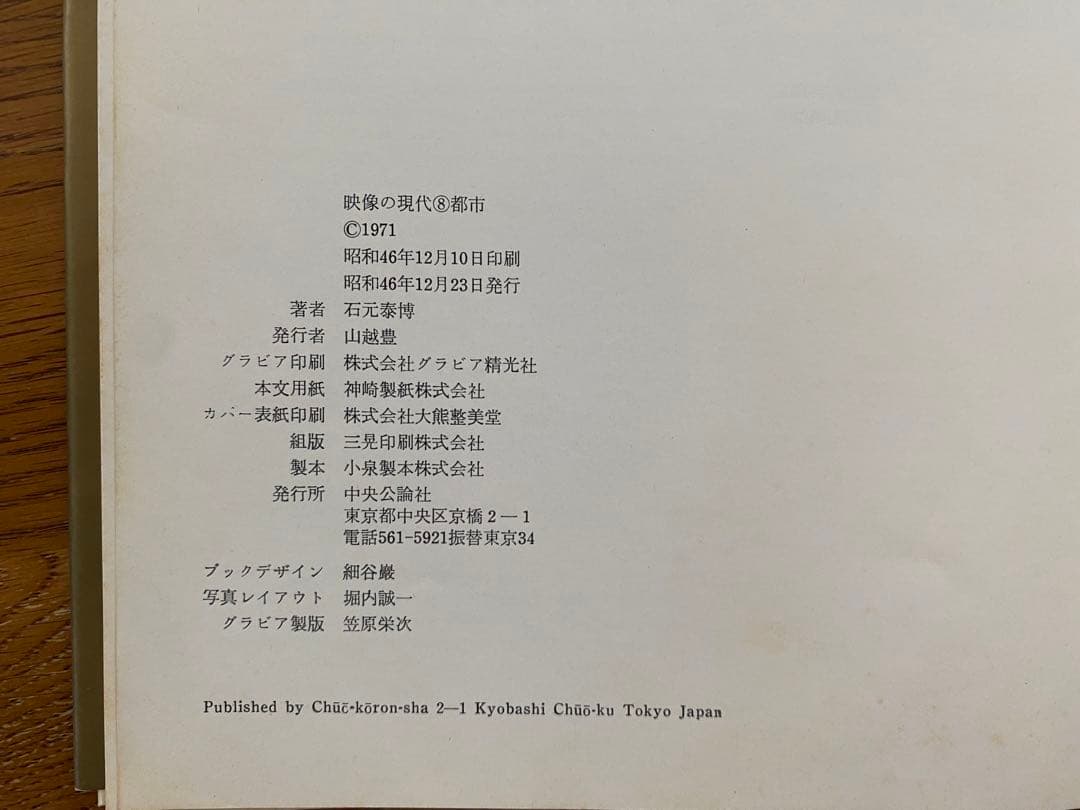 映像の現代⑧都市
©1971
昭和46年12月10日印刷
昭和46年12月23日発行
著者 石元泰博
発行者 山越豊
グラビア印刷 株式会社グラビア精光社
本文用紙 神崎製紙株式会社
カバー表紙印刷 株式会社大熊整美堂
組版 三晃印刷株式会社
製本 小泉製本株式会社
発行所 中央公論社
東京都中央区京橋2―1
電話561-5921振替東京34
ブックデザイン 細谷巌
写真レイアウト 堀内誠一
グラビア製版 笠原栄次
Published by Chūō-kōron-sha 2―1 Kyobashi Chūō-ku Tokyo Japan